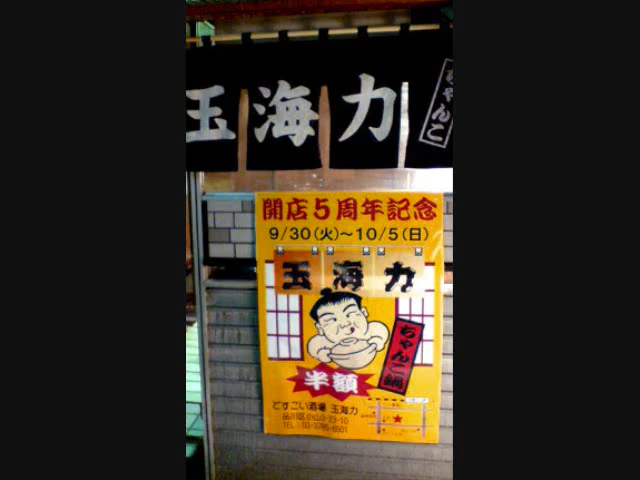 玉海力
ちゃんこ
開店5周年記念
9/30(火)～10/5(日)
玉海力
ちゃんこ鍋
半額
どすこい酒場 玉海力